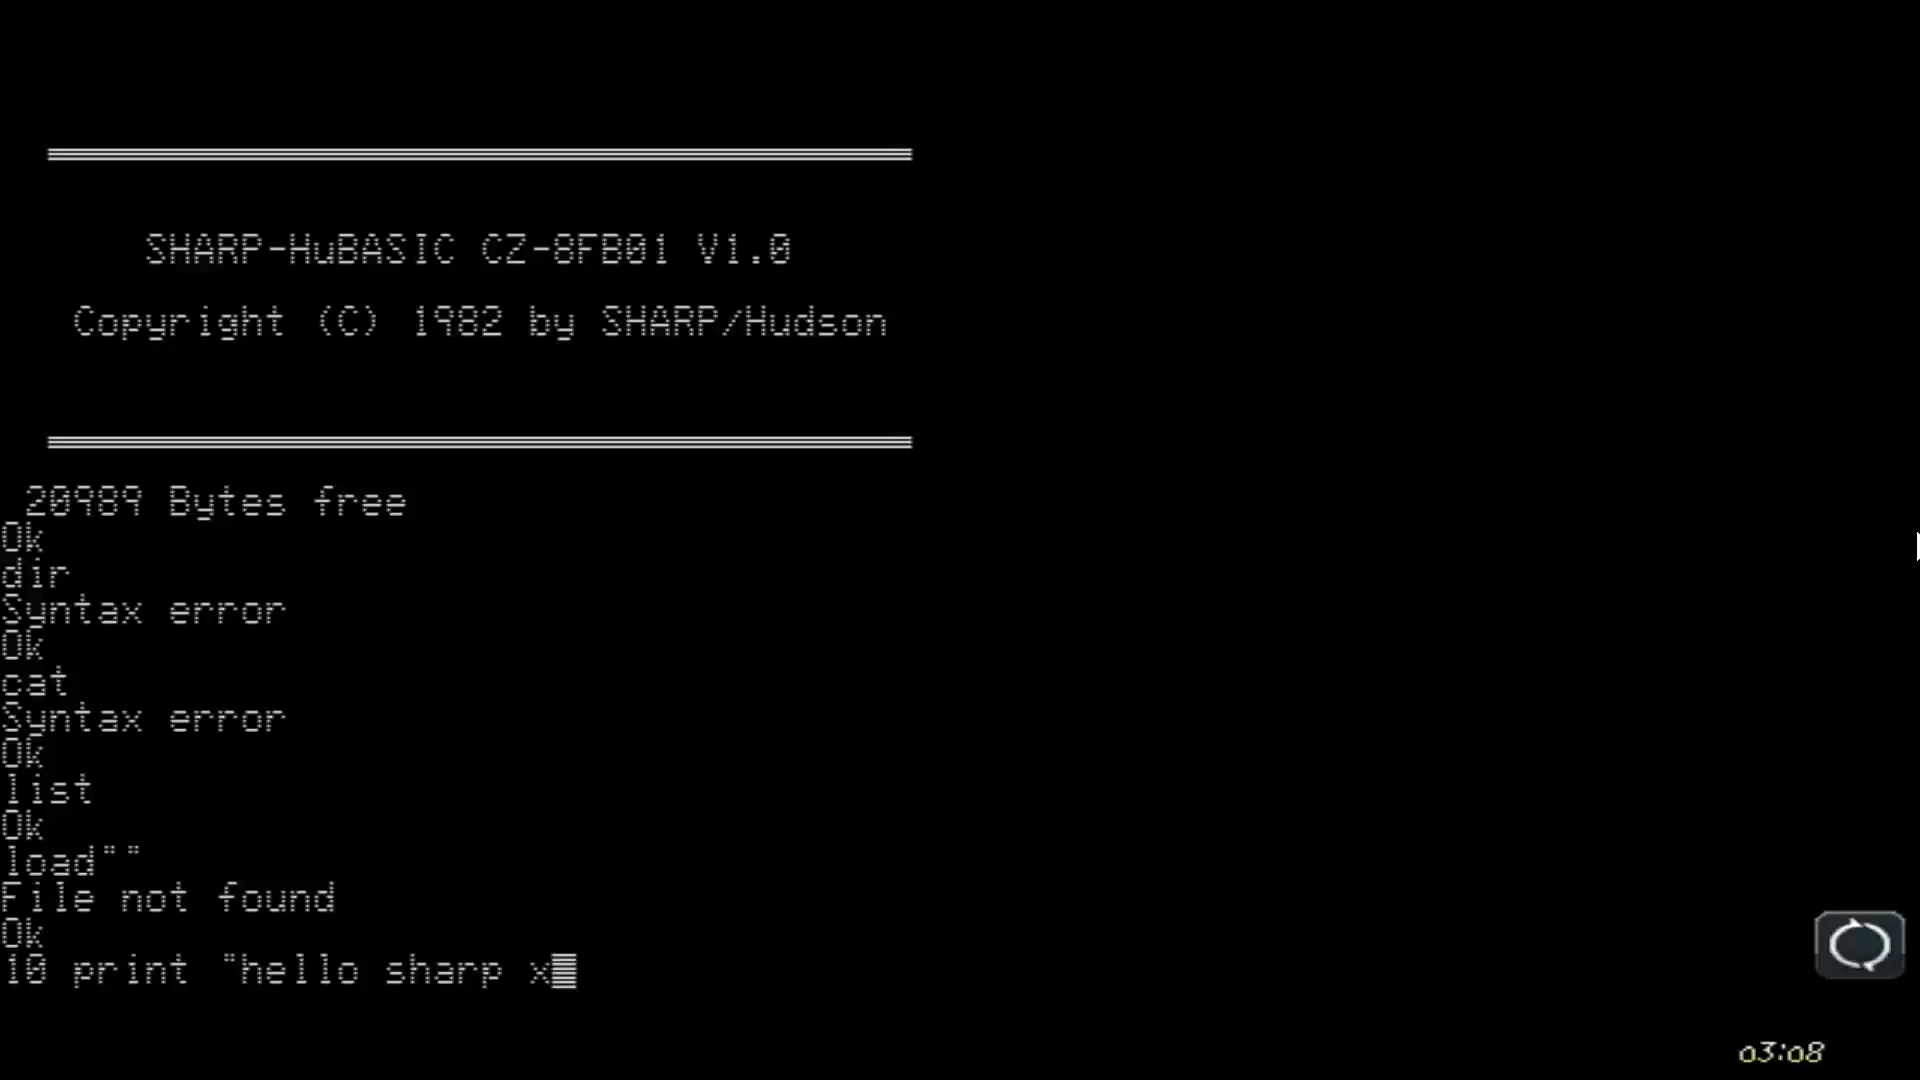 SHARP-HuBASIC CZ-8FB01 V1.0
Copyright (C) 1982 by SHARP/Hudson
20989 Bytes free
Ok
dir
Syntax error
Ok
cat
Syntax error
Ok
list
Ok
load""
File not found
Ok
10 print "hello sharp x
03:08